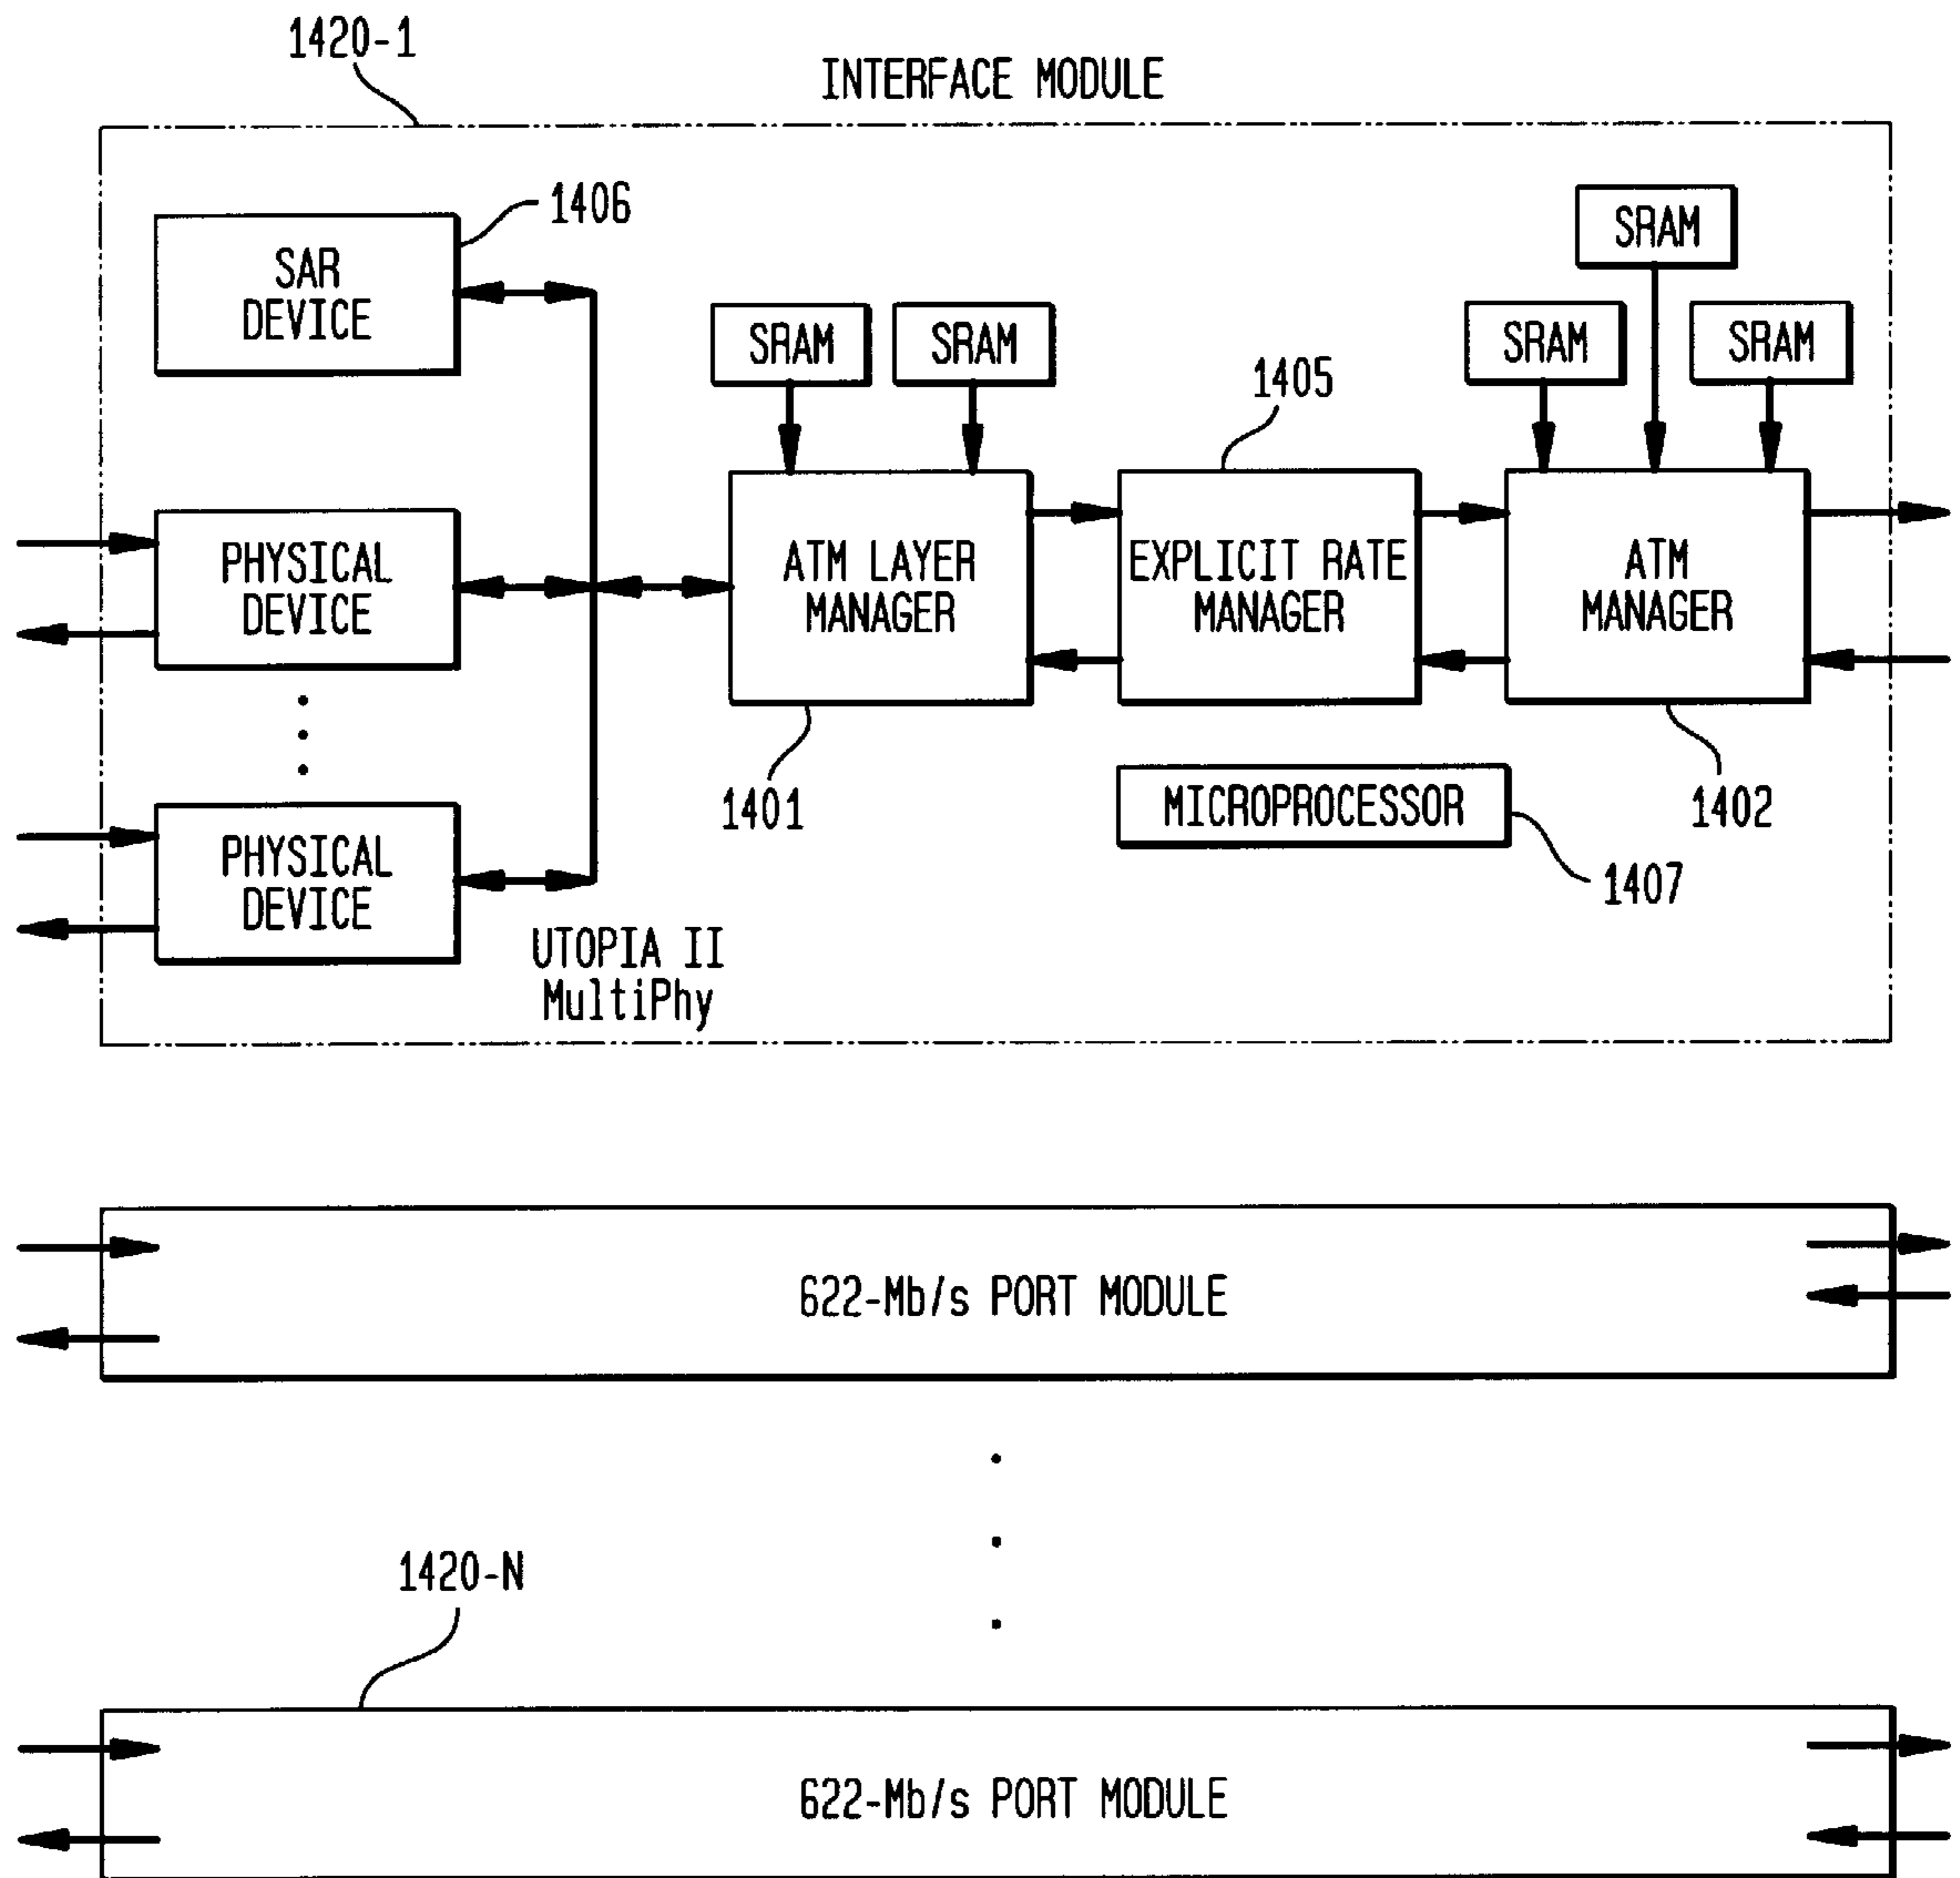 1420-1
INTERFACE MODULE
1406
SAR
DEVICE
SRAM
SRAM
SRAM
SRAM
SRAM
1405
PHYSICAL
DEVICE
ATM LAYER
MANAGER
EXPLICIT RATE
MANAGER
ATM
MANAGER
1401
MICROPROCESSOR
1402
1407
PHYSICAL
DEVICE
UTOPIA II
MultiPhy
622-Mb/s PORT MODULE
1420-N
622-Mb/s PORT MODULE